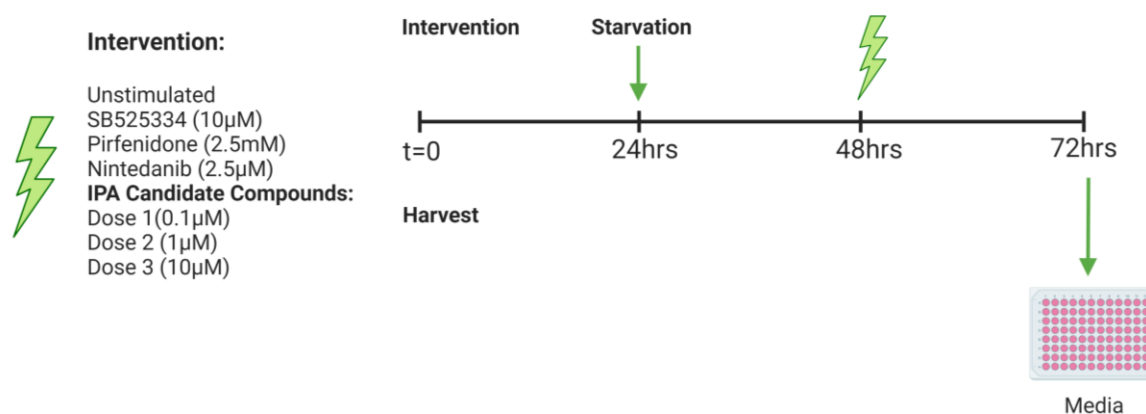 Intervention:
Unstimulated
SB525334 (10µM)
Pirfenidone (2.5mM)
Nintedanib (2.5µM)
IPA Candidate Compounds:
Dose 1(0.1µM)
Dose 2 (1µM)
Dose 3 (10µM)
Intervention
Starvation
t=0
24hrs
48hrs
72hrs
Harvest
Media